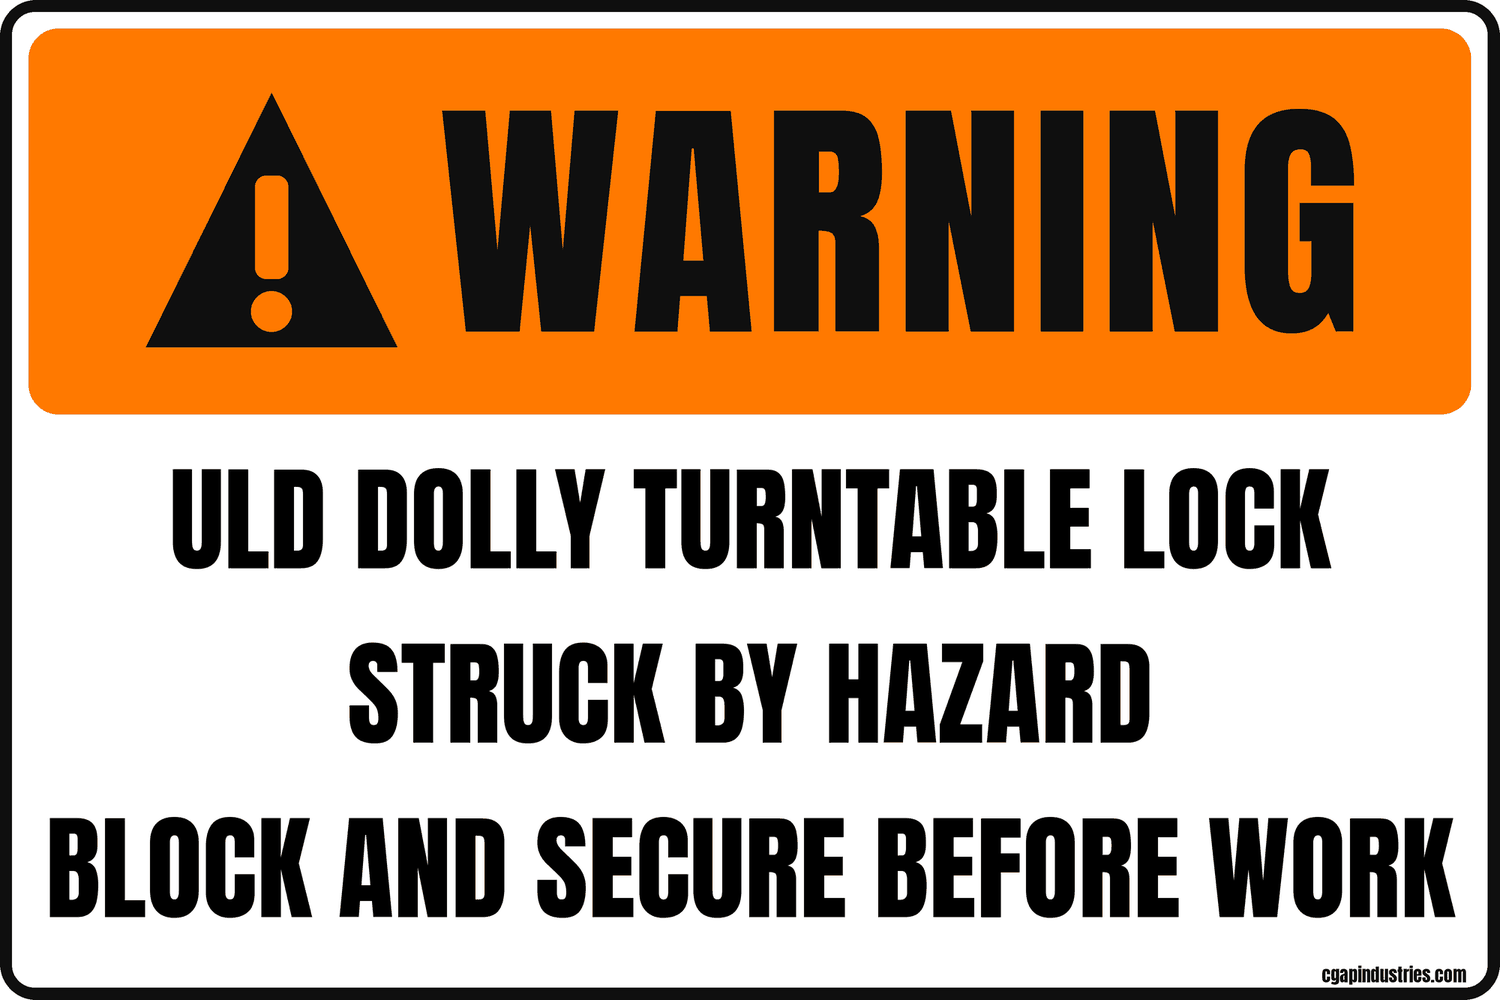 WARNING
ULD DOLLY TURNTABLE LOCK
STRUCK BY HAZARD
BLOCK AND SECURE BEFORE WORK
cgapindustries.com